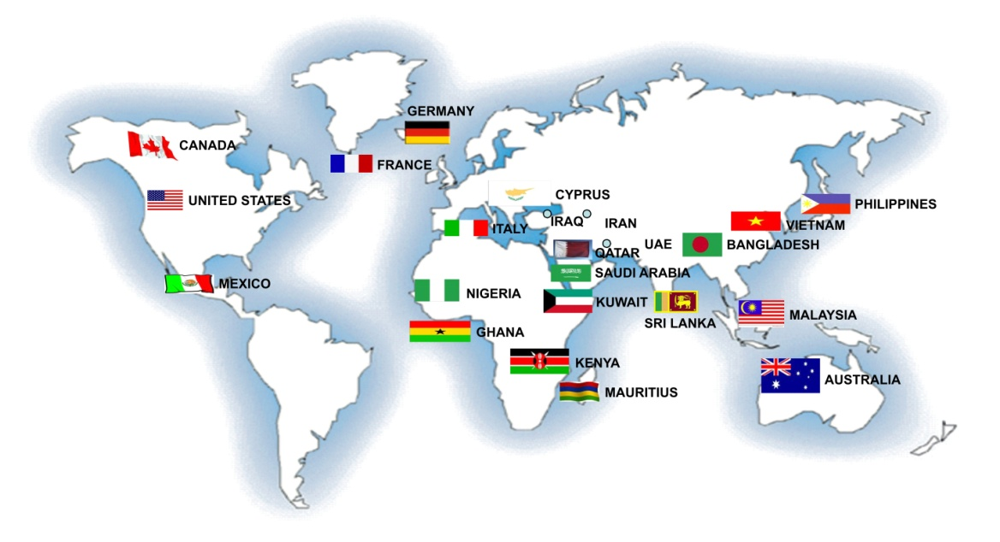 GERMANY
CANADA
FRANCE
UNITED STATES
CYPRUS
PHILIPPINES
IRAQ
IRAN
VIETNAM
ITALY
UAE
BANGLADESH
QATAR
SAUDI ARABIA
MEXICO
NIGERIA
KUWAIT
MALAYSIA
SRI LANKA
GHANA
KENYA
AUSTRALIA
MAURITIUS